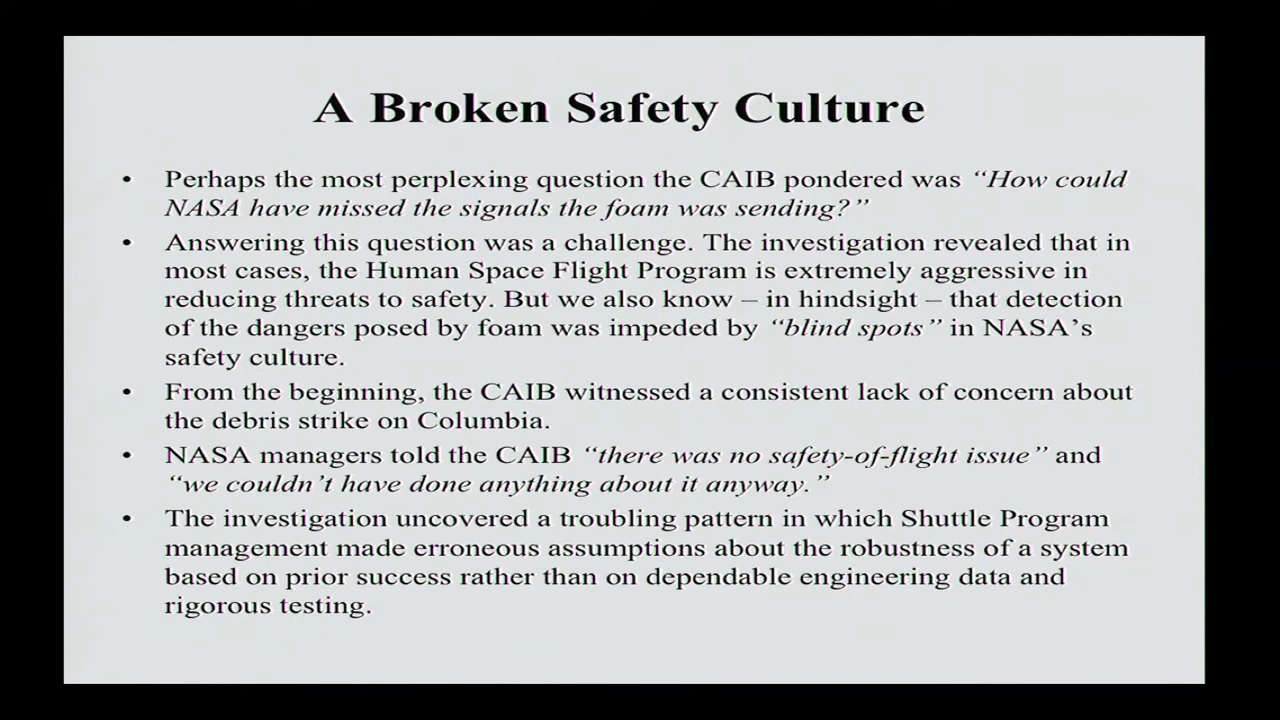 A Broken Safety Culture
• Perhaps the most perplexing question the CAIB pondered was “How could
NASA have missed the signals the foam was sending?”
• Answering this question was a challenge. The investigation revealed that in
most cases, the Human Space Flight Program is extremely aggressive in
reducing threats to safety. But we also know – in hindsight – that detection
of the dangers posed by foam was impeded by “blind spots” in NASA’s
safety culture.
• From the beginning, the CAIB witnessed a consistent lack of concern about
the debris strike on Columbia.
• NASA managers told the CAIB “there was no safety-of-flight issue” and
“we couldn’t have done anything about it anyway.”
• The investigation uncovered a troubling pattern in which Shuttle Program
management made erroneous assumptions about the robustness of a system
based on prior success rather than on dependable engineering data and
rigorous testing.